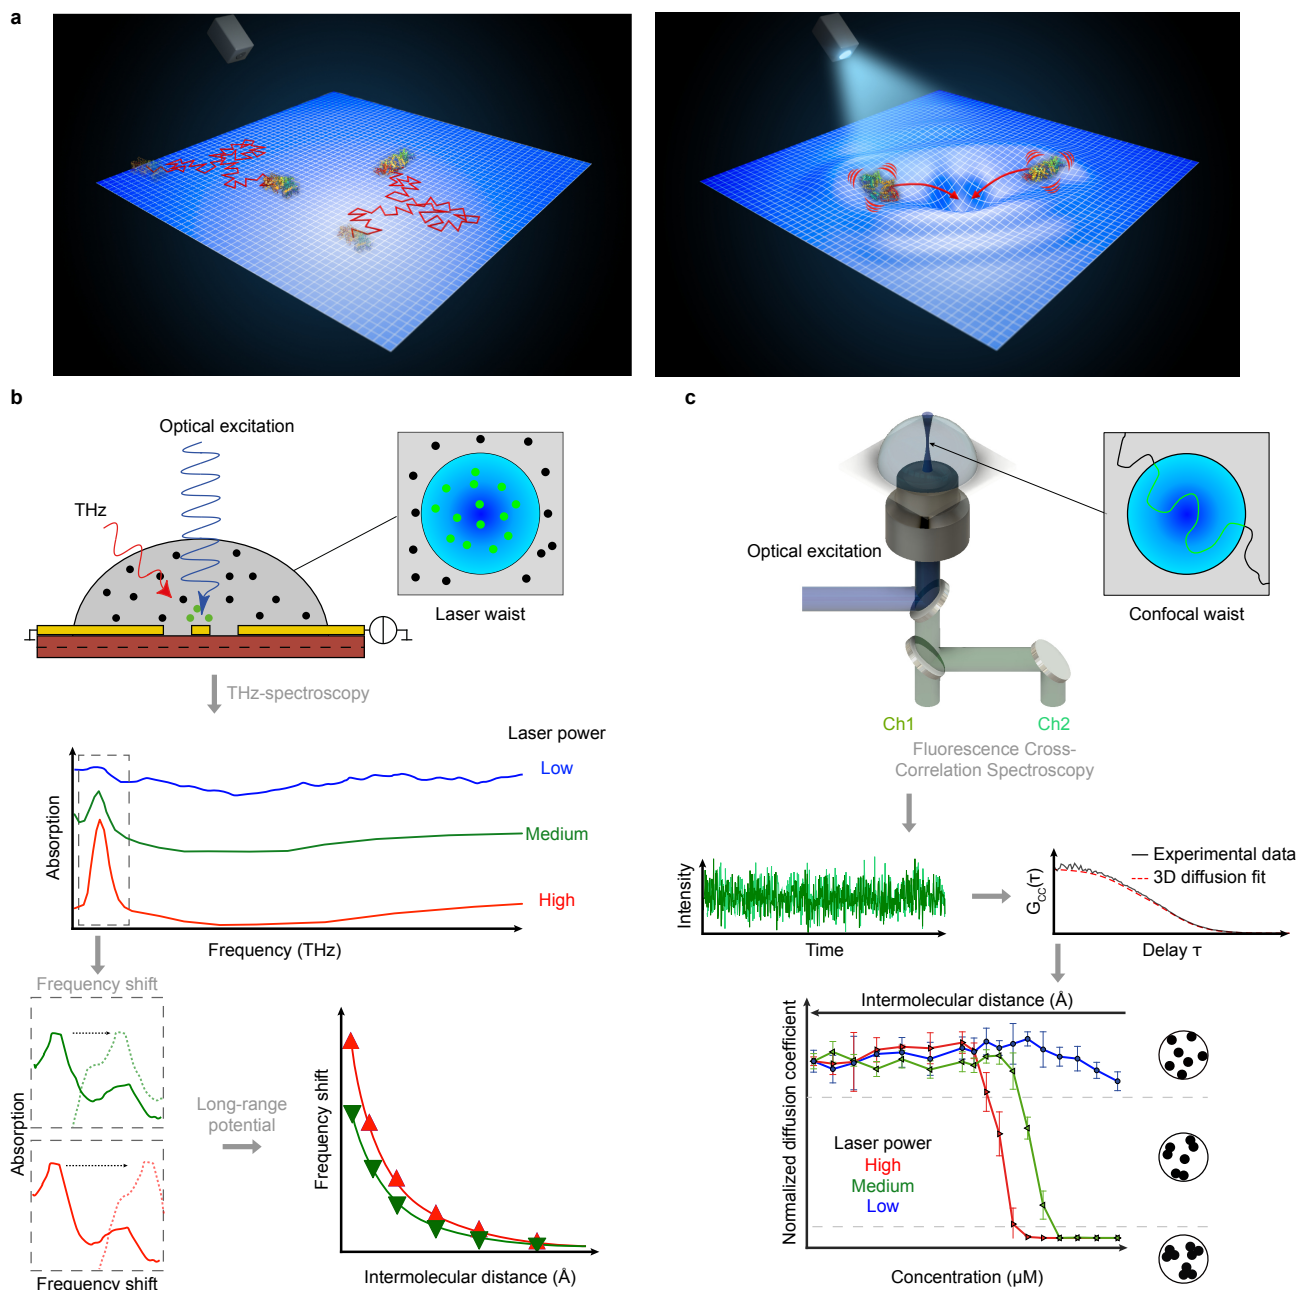 a
b
Optical excitation
THz
Laser waist
THz-spectroscopy
Laser power
Low
Medium
High
Absorption
Frequency (THz)
Frequency shift
Absorption
Frequency shift
Long-range
potential
Frequency shift
Intermolecular distance (Å)
c
Optical excitation
Confocal waist
Ch1
Ch2
Fluorescence Cross-
Correlation Spectroscopy
Intensity
Time
G_CC(τ)
Experimental data
3D diffusion fit
Delay τ
Intermolecular distance (Å)
Normalized diffusion coefficient
Laser power
High
Medium
Low
Concentration (µM)